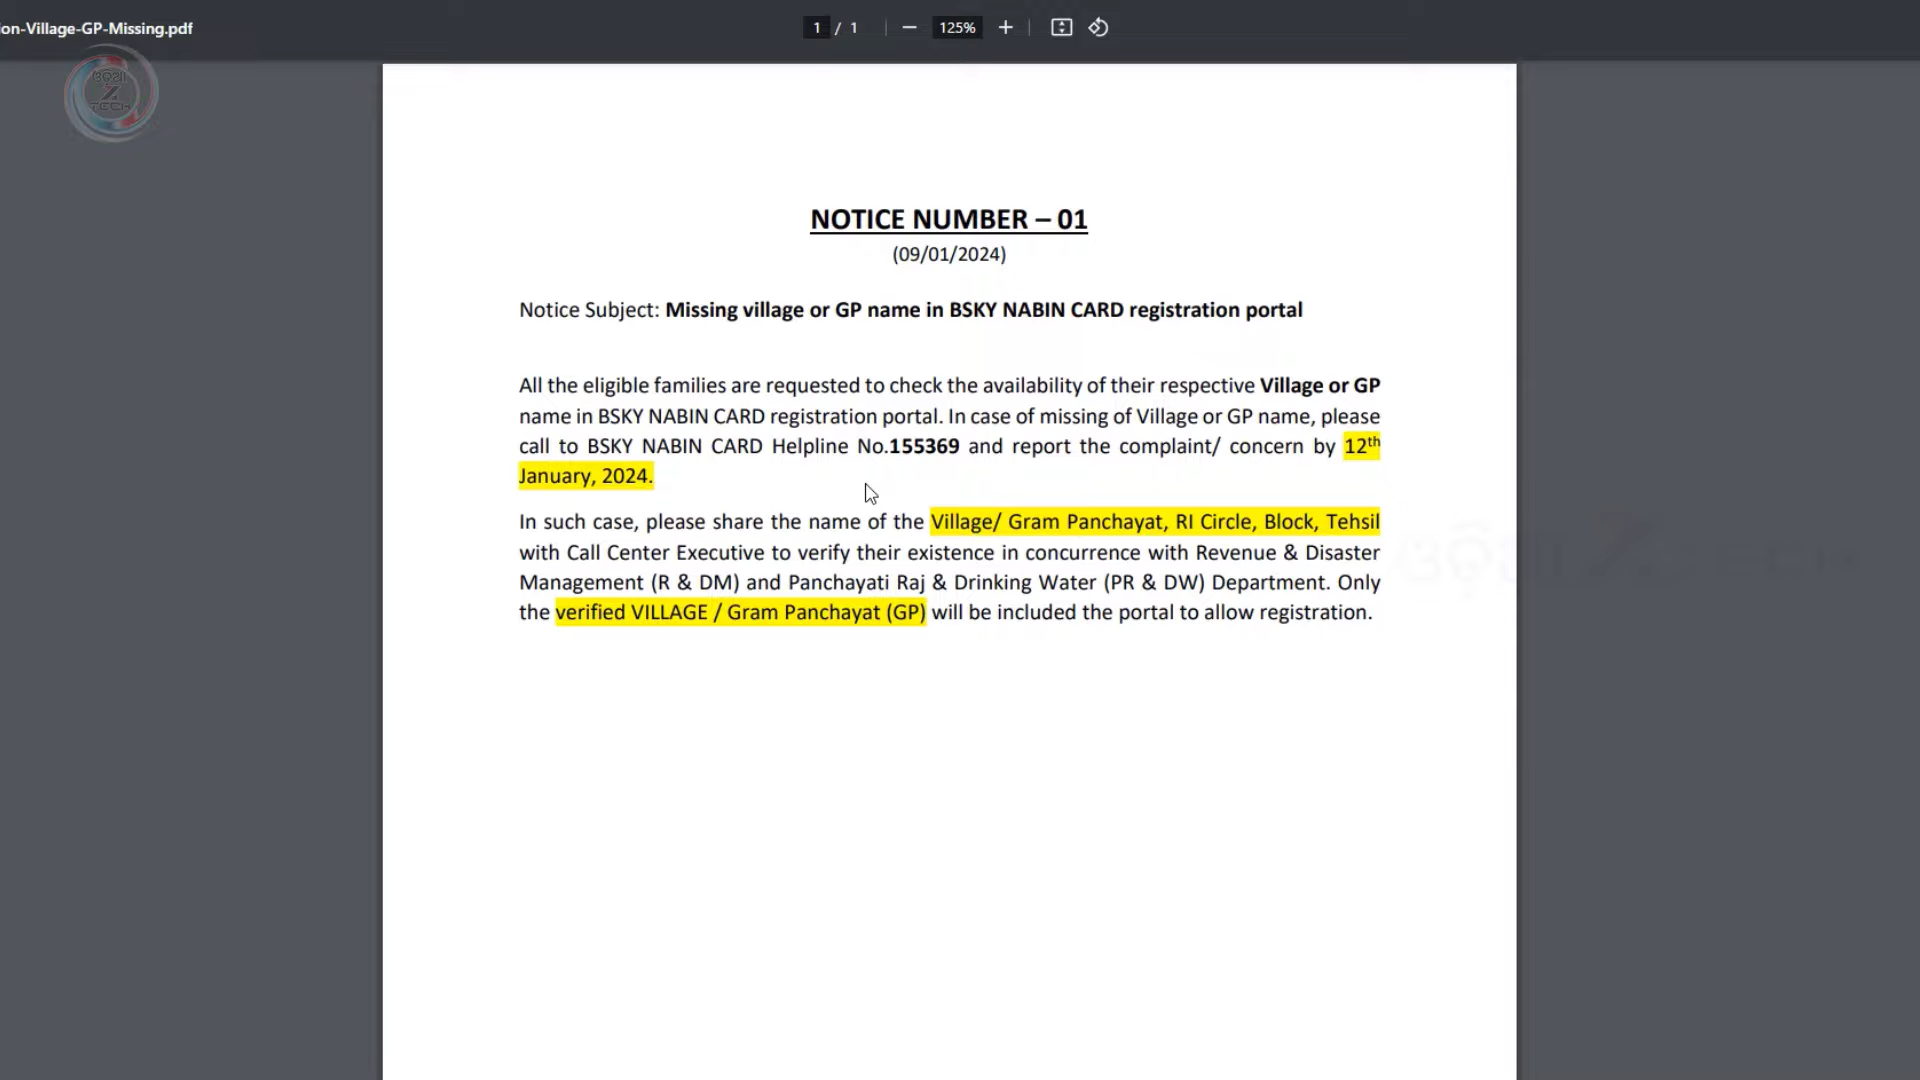 on-Village-GP-Missing.pdf
1 / 1
125%
ଓଡ଼ିଆ
Z
TECH
NOTICE NUMBER – 01
(09/01/2024)
Notice Subject: Missing village or GP name in BSKY NABIN CARD registration portal
All the eligible families are requested to check the availability of their respective Village or GP
name in BSKY NABIN CARD registration portal. In case of missing of Village or GP name, please
call to BSKY NABIN CARD Helpline No.155369 and report the complaint/ concern by 12th
January, 2024.
In such case, please share the name of the Village/ Gram Panchayat, RI Circle, Block, Tehsil
with Call Center Executive to verify their existence in concurrence with Revenue & Disaster
Management (R & DM) and Panchayati Raj & Drinking Water (PR & DW) Department. Only
the verified VILLAGE / Gram Panchayat (GP) will be included the portal to allow registration.